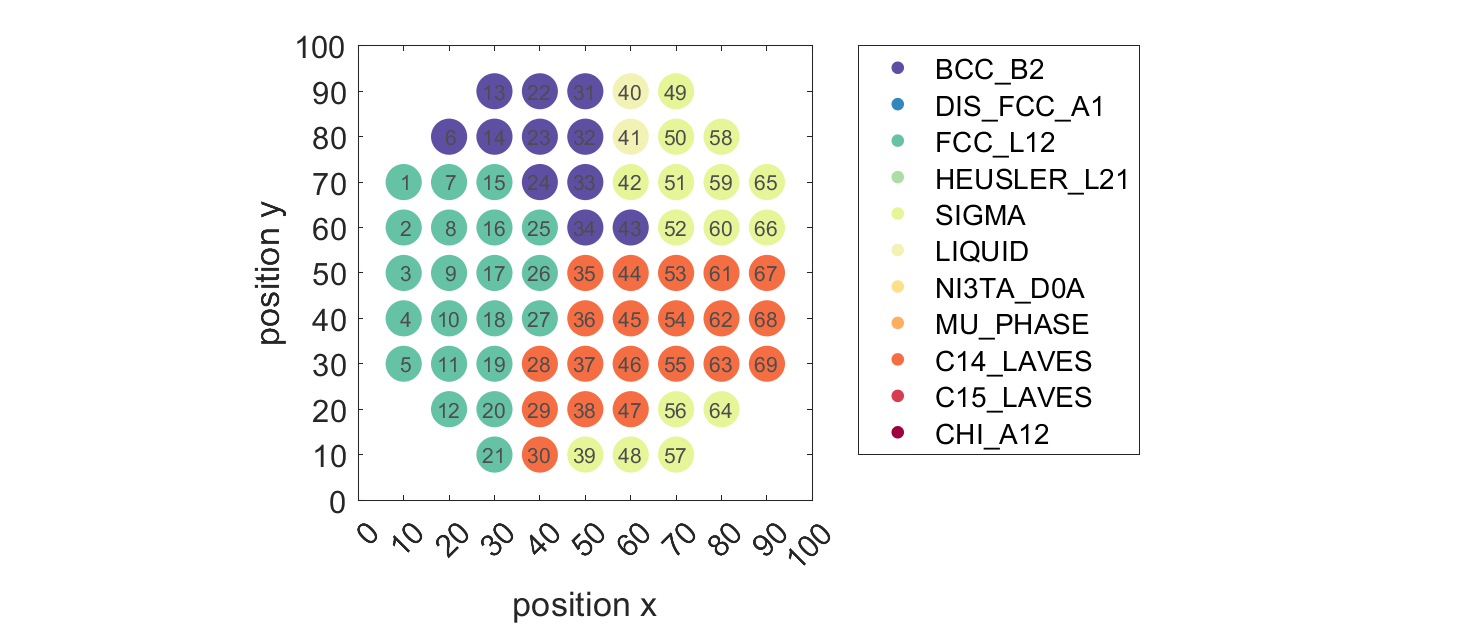 100
90
80
70
60
50
40
30
20
10
0
position y
13 22 31 40 49
6 14 23 32 41 50 58
1 7 15 24 33 42 51 59 65
2 8 16 25 34 43 52 60 66
3 9 17 26 35 44 53 61 67
4 10 18 27 36 45 54 62 68
5 11 19 28 37 46 55 63 69
12 20 29 38 47 56 64
21 30 39 48 57
0 10 20 30 40 50 60 70 80 90 100
position x
BCC_B2
DIS_FCC_A1
FCC_L12
HEUSLER_L21
SIGMA
LIQUID
NI3TA_D0A
MU_PHASE
C14_LAVES
C15_LAVES
CHI_A12